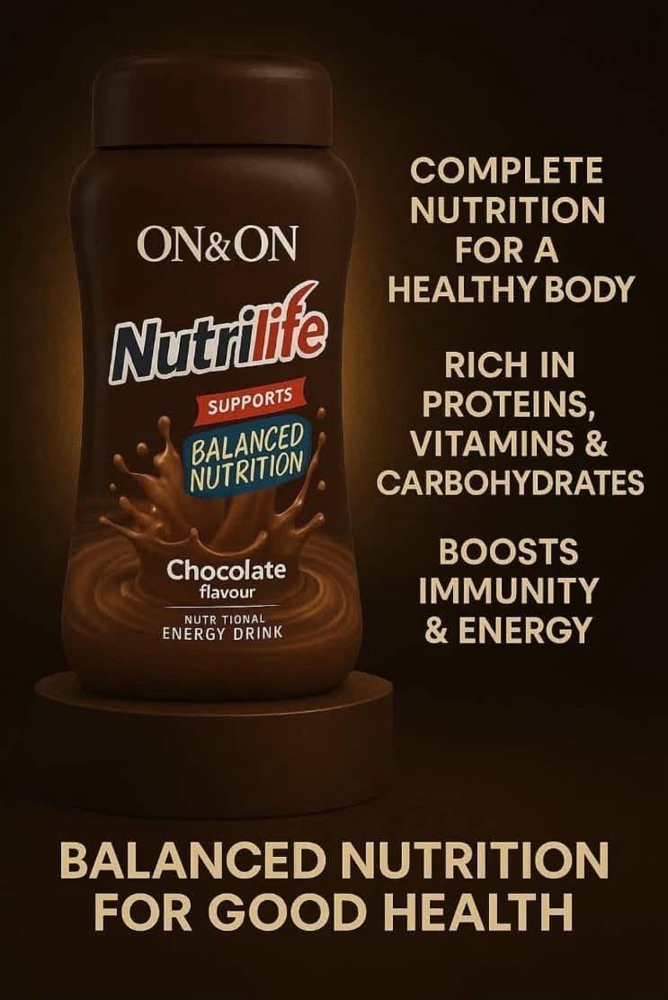 ON&ON
Nutrilife
SUPPORTS
BALANCED
NUTRITION
Chocolate
flavour
NUTR TIONAL
ENERGY DRINK
COMPLETE
NUTRITION
FOR A
HEALTHY BODY
RICH IN
PROTEINS,
VITAMINS &
CARBOHYDRATES
BOOSTS
IMMUNITY
& ENERGY
BALANCED NUTRITION
FOR GOOD HEALTH